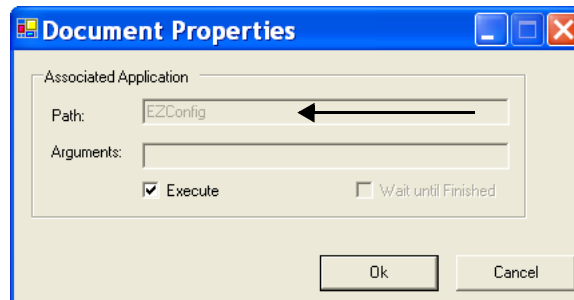 Document Properties
Associated Application
Path: EZConfig
Arguments:
Execute Wait until Finished
Ok Cancel